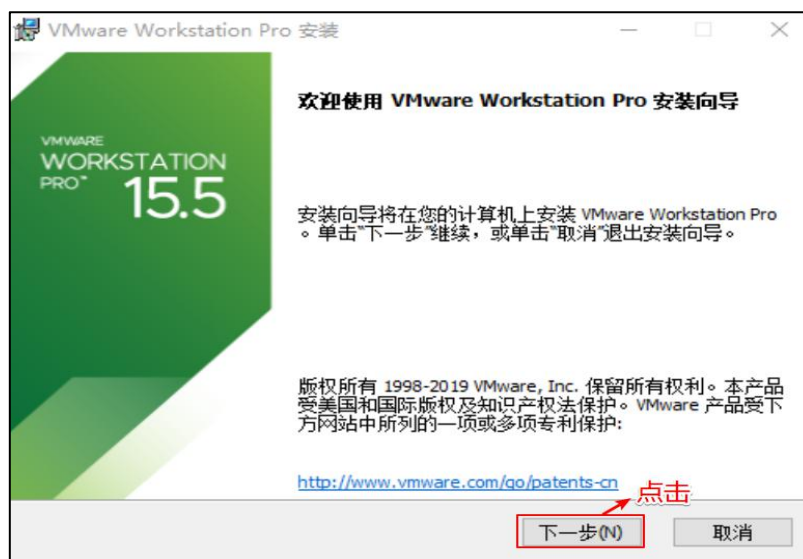 VMware Workstation Pro 安装
VMWARE
WORKSTATION
PRO™ 15.5
欢迎使用 VMware Workstation Pro 安装向导
安装向导将在您的计算机上安装 VMware Workstation Pro
。单击"下一步"继续，或单击"取消"退出安装向导。
版权所有 1998-2019 VMware, Inc. 保留所有权利。本产品
受美国和国际版权及知识产权法保护。VMware 产品受下
方网站中所列的一项或多项专利保护:
http://www.vmware.com/go/patents-cn
点击
下一步(N) 取消